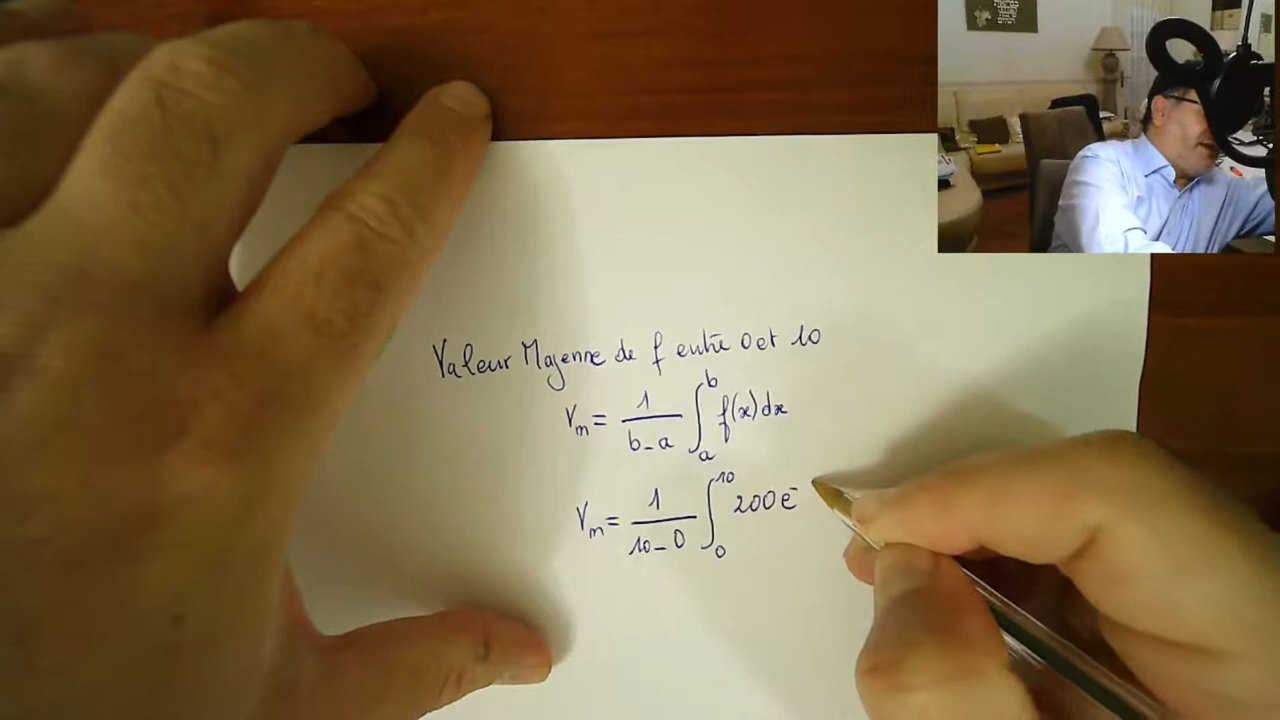 Valeur Moyenne de f entre 0 et 10
Vm = 1/(b-a) ∫_a^b f(x) dx
Vm = 1/(10-0) ∫_0^10 200e^-